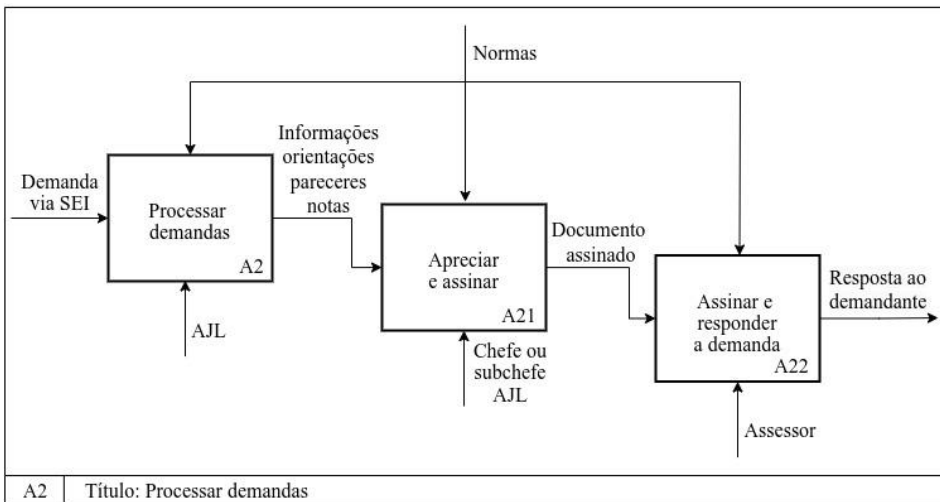 Normas
Informações
orientações
pareceres
notas
Demanda
via SEI
Processar
demandas
A2
AJL
Apreciar
e assinar
A21
Chefe ou
subchefe
AJL
Documento
assinado
Assinar e
responder
a demanda
A22
Assessor
Resposta ao
demandante
A2
Título: Processar demandas